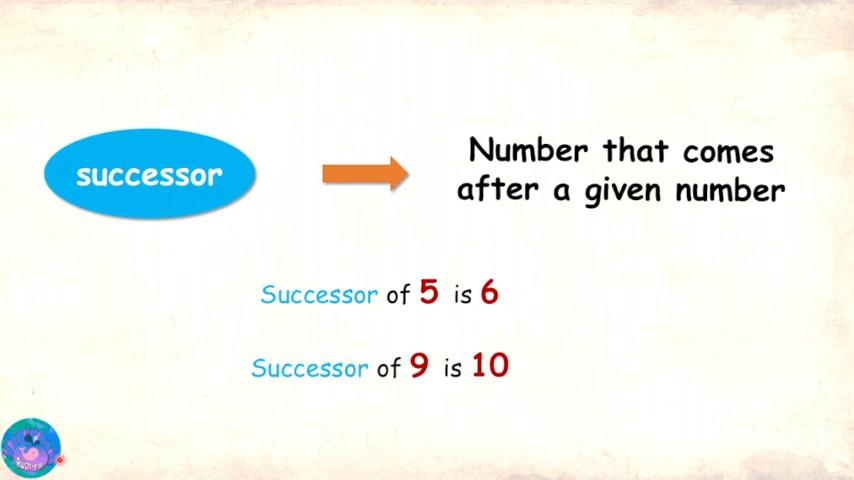 successor
Number that comes
after a given number
Successor of 5 is 6
Successor of 9 is 10